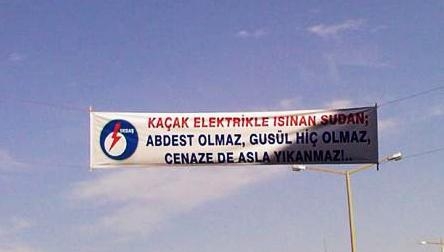 KAÇAK ELEKTRİKLE ISINAN SUDAN;
ABDEST OLMAZ, GUSÜL HİÇ OLMAZ,
CENAZE DE ASLA YIKANMAZ!..